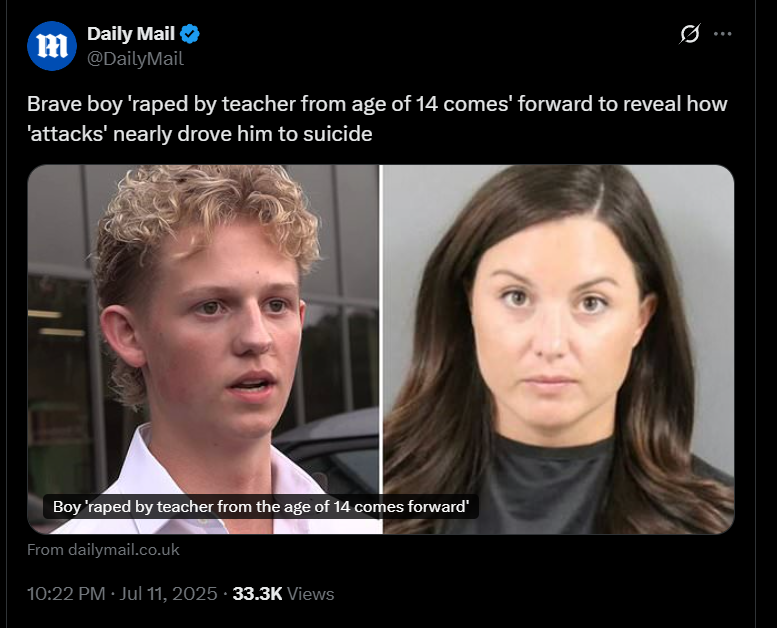 Daily Mail
@DailyMail
Brave boy 'raped by teacher from age of 14 comes' forward to reveal how
'attacks' nearly drove him to suicide
Boy 'raped by teacher from the age of 14 comes forward'
From dailymail.co.uk
10:22 PM · Jul 11, 2025 · 33.3K Views